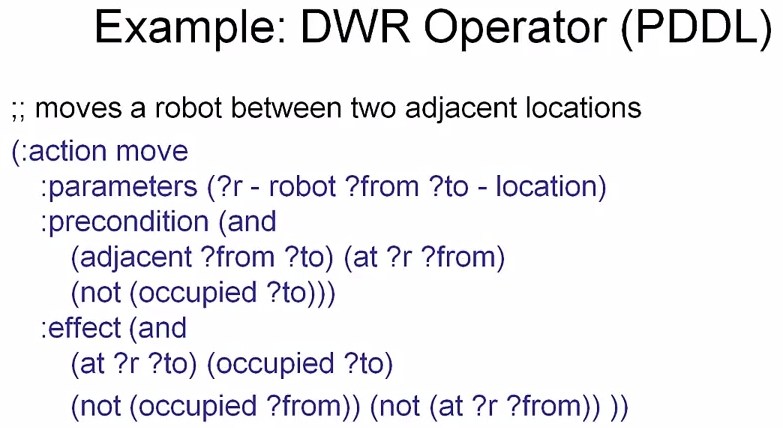 Example: DWR Operator (PDDL)
;; moves a robot between two adjacent locations
(:action move
:parameters (?r - robot ?from ?to - location)
:precondition (and
(adjacent ?from ?to) (at ?r ?from)
(not (occupied ?to)))
:effect (and
(at ?r ?to) (occupied ?to)
(not (occupied ?from)) (not (at ?r ?from)) ))